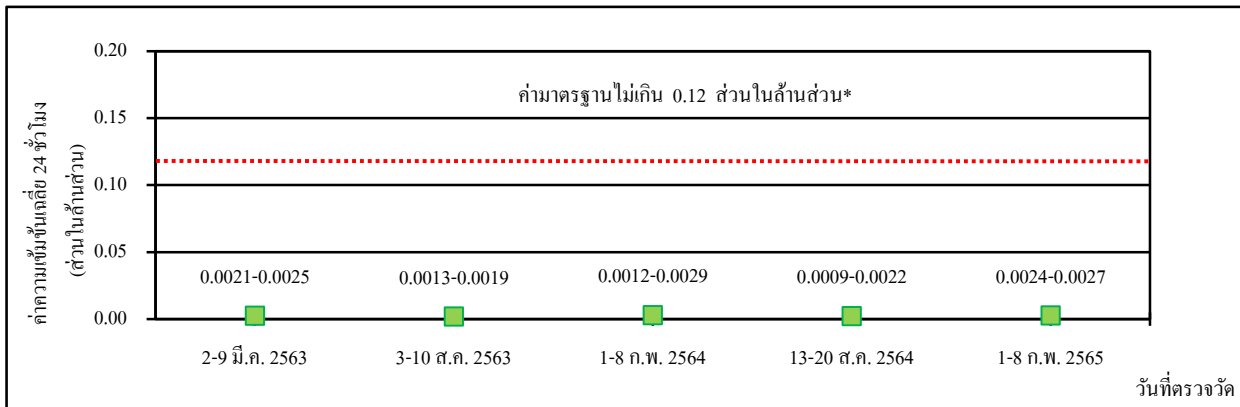 0.20
ค่ามาตรฐานไม่เกิน 0.12 ส่วนในล้านส่วน*
0.15
0.10
0.05
0.00
ค่าความเข้มข้นเฉลี่ย 24 ชั่วโมง
(ส่วนในล้านส่วน)
0.0021-0.0025 0.0013-0.0019 0.0012-0.0029 0.0009-0.0022 0.0024-0.0027
2-9 มี.ค. 2563 3-10 ส.ค. 2563 1-8 ก.พ. 2564 13-20 ส.ค. 2564 1-8 ก.พ. 2565
วันที่ตรวจวัด